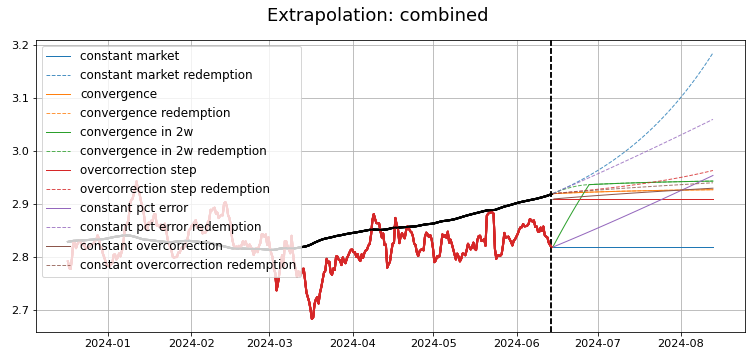 Extrapolation: combined
3.2
3.1
3.0
2.9
2.8
2.7
constant market
constant market redemption
convergence
convergence redemption
convergence in 2w
convergence in 2w redemption
overcorrection step
overcorrection step redemption
constant pct error
constant pct error redemption
constant overcorrection
constant overcorrection redemption
2024-01 2024-02 2024-03 2024-04 2024-05 2024-06 2024-07 2024-08